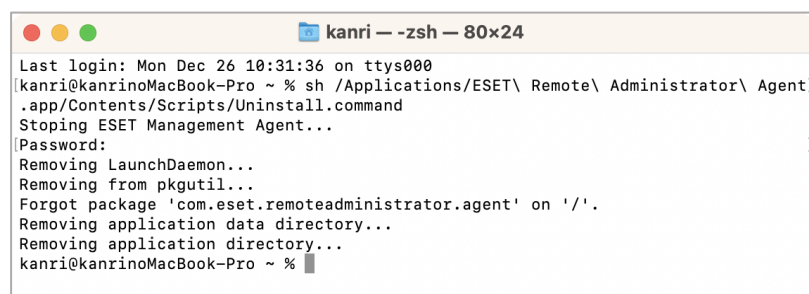 kanri — -zsh — 80×24
Last login: Mon Dec 26 10:31:36 on ttys000
[kanri@kanrinoMacBook-Pro ~ % sh /Applications/ESET\ Remote\ Administrator\ Agent]
.app/Contents/Scripts/Uninstall.command
Stoping ESET Management Agent...
[Password:
Removing LaunchDaemon...
Removing from pkgutil...
Forgot package 'com.eset.remoteadministrator.agent' on '/'.
Removing application data directory...
Removing application directory...
kanri@kanrinoMacBook-Pro ~ %